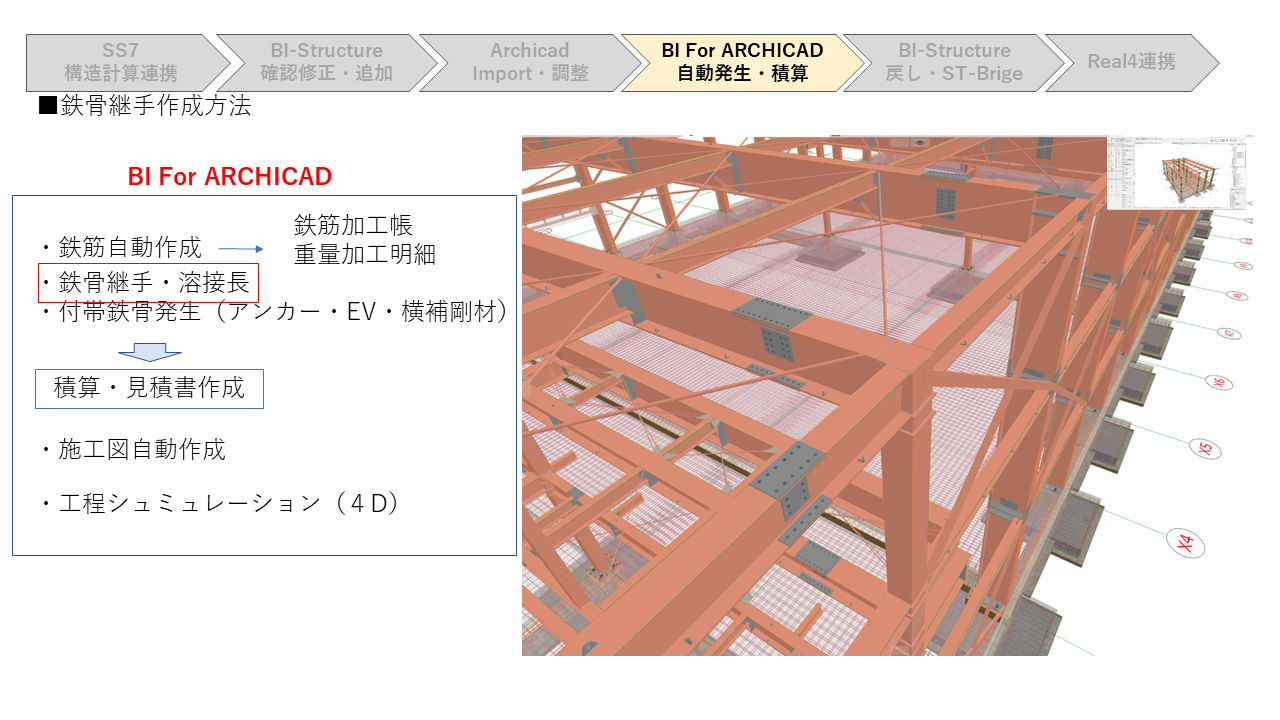 SS7
構造計算連携
BI-Structure
確認修正・追加
Archicad
Import・調整
BI For ARCHICAD
自動発生・積算
BI-Structure
戻し・ST-Brige
Real4連携
■鉄骨継手作成方法
BI For ARCHICAD
・鉄筋自動作成
鉄筋加工帳
重量加工明細
・鉄骨継手・溶接長
・付帯鉄骨発生（アンカー・EV・横補剛材）
積算・見積書作成
・施工図自動作成
・工程シュミュレーション（４D）
X7
X6
X5
X4